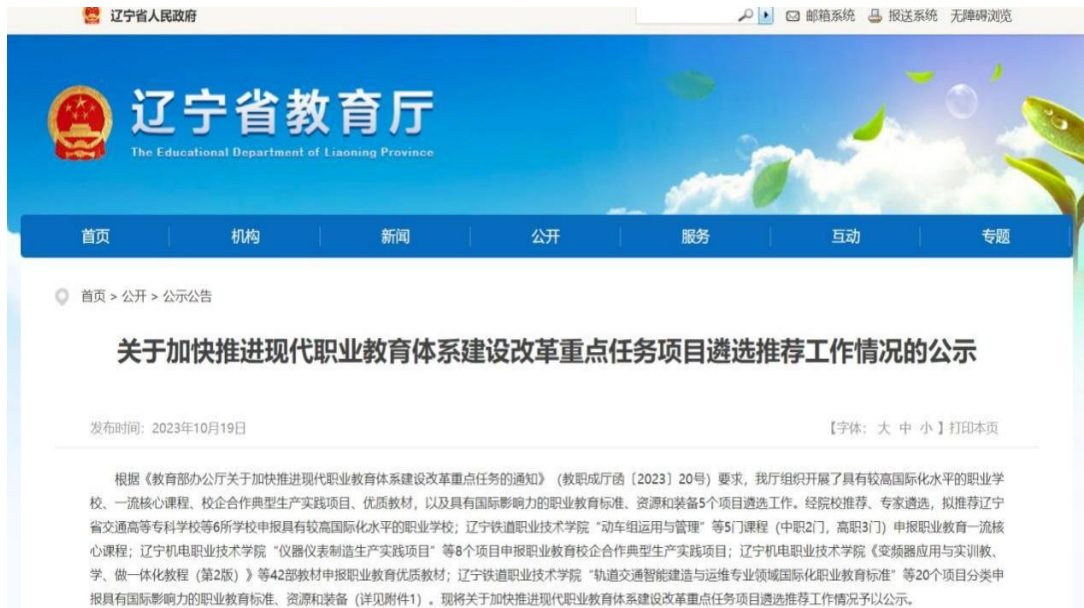 辽宁省人民政府
邮箱系统 报送系统 无障碍浏览
辽宁省教育厅
The Educational Department of Liaoning Province
首页 机构 新闻 公开 服务 互动 专题
首页 > 公开 > 公示公告
关于加快推进现代职业教育体系建设改革重点任务项目遴选推荐工作情况的公示
发布时间：2023年10月19日 【字体： 大 中 小 】打印本页
根据《教育部办公厅关于加快推进现代职业教育体系建设改革重点任务的通知》（教职成厅函〔2023〕20号）要求，我厅组织开展了具有较高国际化水平的职业学
校、一流核心课程、校企合作典型生产实践项目、优质教材，以及具有国际影响力的职业教育标准、资源和装备5个项目遴选工作。经院校推荐、专家遴选，拟推荐辽宁
省交通高等专科学校等6所学校申报具有较高国际化水平的职业学校；辽宁铁道职业技术学院“动车组运用与管理”等5门课程（中职2门，高职3门）申报职业教育一流核
心课程；辽宁机电职业技术学院“仪器仪表制造生产实践项目”等8个项目申报职业教育校企合作典型生产实践项目；辽宁机电职业技术学院《变频器应用与实训教、
学、做一体化教程（第2版）》等42部教材申报职业教育优质教材；辽宁铁道职业技术学院“轨道交通智能建造与运维专业领域国际化职业教育标准”等20个项目分类申
报具有国际影响力的职业教育标准、资源和装备（详见附件1）。现将关于加快推进现代职业教育体系建设改革重点任务项目遴选推荐工作情况予以公示。